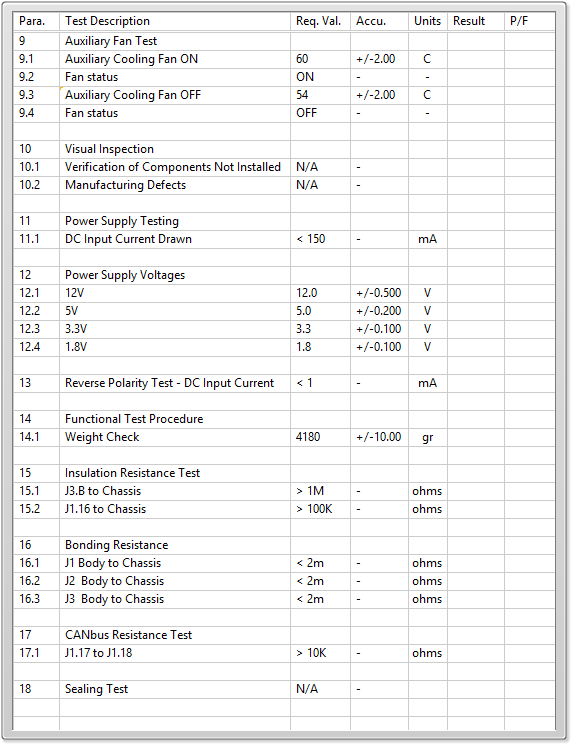 Para. Test Description Req. Val. Accu. Units Result P/F
9 Auxiliary Fan Test
9.1 Auxiliary Cooling Fan ON 60 +/-2.00 C
9.2 Fan status ON - -
9.3 Auxiliary Cooling Fan OFF 54 +/-2.00 C
9.4 Fan status OFF - -
10 Visual Inspection
10.1 Verification of Components Not Installed N/A -
10.2 Manufacturing Defects N/A -
11 Power Supply Testing
11.1 DC Input Current Drawn < 150 - mA
12 Power Supply Voltages
12.1 12V 12.0 +/-0.500 V
12.2 5V 5.0 +/-0.200 V
12.3 3.3V 3.3 +/-0.100 V
12.4 1.8V 1.8 +/-0.100 V
13 Reverse Polarity Test - DC Input Current < 1 - mA
14 Functional Test Procedure
14.1 Weight Check 4180 +/-10.00 gr
15 Insulation Resistance Test
15.1 J3.B to Chassis > 1M - ohms
15.2 J1.16 to Chassis > 100K - ohms
16 Bonding Resistance
16.1 J1 Body to Chassis < 2m - ohms
16.2 J2 Body to Chassis < 2m - ohms
16.3 J3 Body to Chassis < 2m - ohms
17 CANbus Resistance Test
17.1 J1.17 to J1.18 > 10K - ohms
18 Sealing Test N/A -